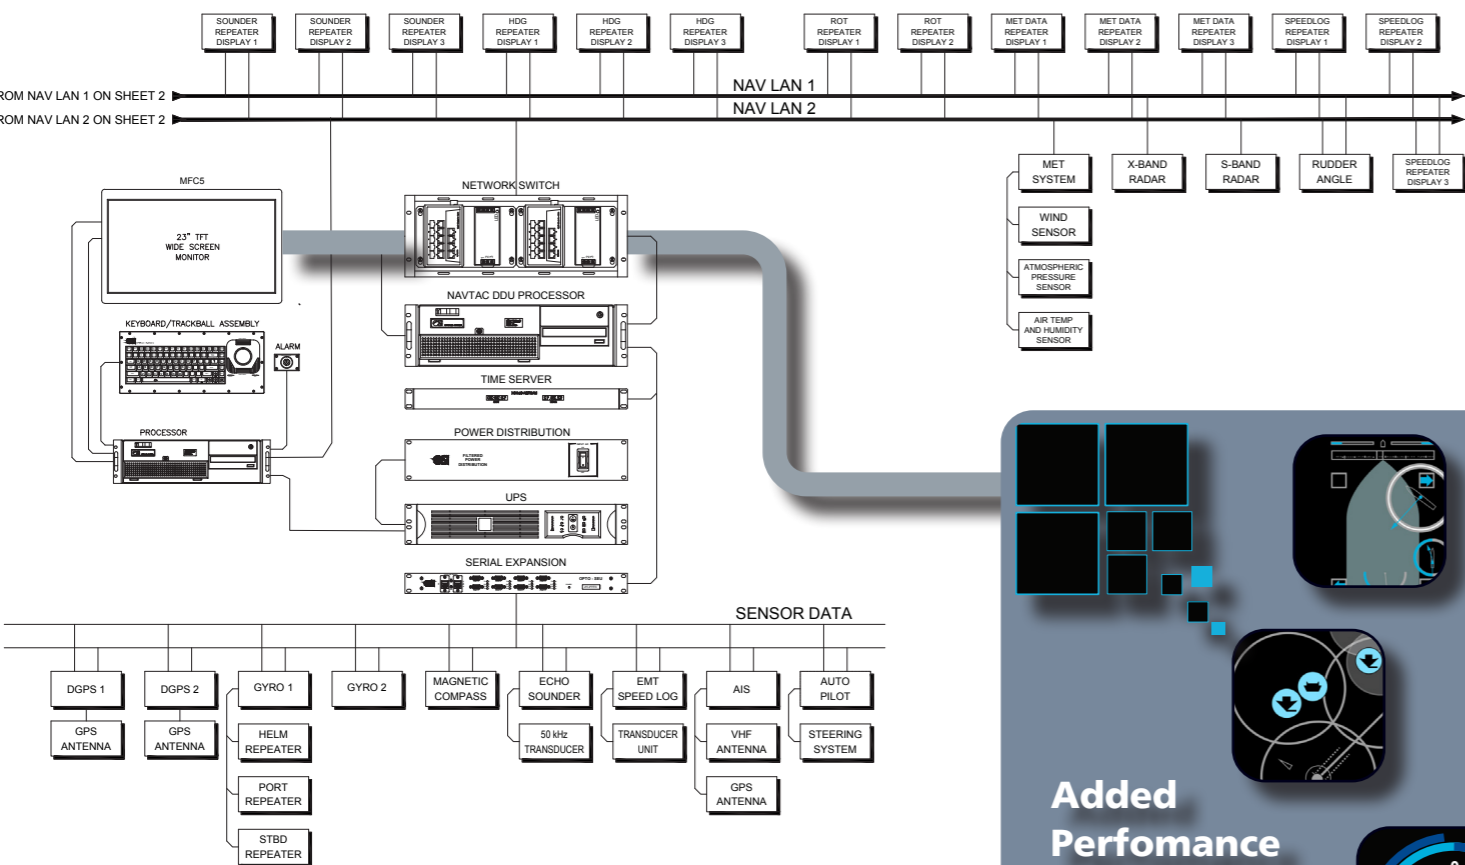 SOUNDER
REPEATER
DISPLAY 1
SOUNDER
REPEATER
DISPLAY 2
SOUNDER
REPEATER
DISPLAY 3
HDG
REPEATER
DISPLAY 1
HDG
REPEATER
DISPLAY 2
HDG
REPEATER
DISPLAY 3
ROT
REPEATER
DISPLAY 1
ROT
REPEATER
DISPLAY 2
MET DATA
REPEATER
DISPLAY 1
MET DATA
REPEATER
DISPLAY 2
MET DATA
REPEATER
DISPLAY 3
SPEEDLOG
REPEATER
DISPLAY 1
SPEEDLOG
REPEATER
DISPLAY 2
NAV LAN 1
ROM NAV LAN 1 ON SHEET 2
NAV LAN 2
ROM NAV LAN 2 ON SHEET 2
MET
SYSTEM
X-BAND
RADAR
S-BAND
RADAR
RUDDER
ANGLE
SPEEDLOG
REPEATER
DISPLAY 3
WIND
SENSOR
ATMOSPHERIC
PRESSURE
SENSOR
AIR TEMP
AND HUMIDITY
SENSOR
MFC5
23" TFT
WIDE SCREEN
MONITOR
NETWORK SWITCH
NAVTAC DDU PROCESSOR
KEYBOARD/TRACKBALL ASSEMBLY
ALARM
TIME SERVER
PROCESSOR
POWER DISTRIBUTION
FILTERED
POWER
DISTRIBUTION
UPS
SERIAL EXPANSION
OPTO - SEU
SENSOR DATA
DGPS 1
GPS
ANTENNA
DGPS 2
GPS
ANTENNA
GYRO 1
HELM
REPEATER
PORT
REPEATER
STBD
REPEATER
GYRO 2
MAGNETIC
COMPASS
ECHO
SOUNDER
50 kHz
TRANSDUCER
EMT
SPEED LOG
TRANSDUCER
UNIT
AIS
VHF
ANTENNA
GPS
ANTENNA
AUTO
PILOT
STEERING
SYSTEM
Added
Perfomance